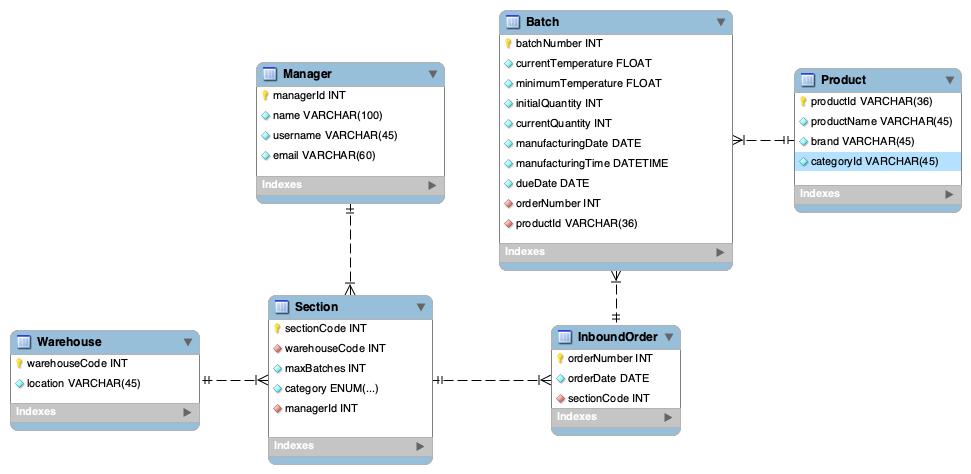 Batch
batchNumber INT
currentTemperature FLOAT
minimumTemperature FLOAT
initialQuantity INT
currentQuantity INT
manufacturingDate DATE
manufacturingTime DATETIME
dueDate DATE
orderNumber INT
productId VARCHAR(36)
Indexes
Manager
managerId INT
name VARCHAR(100)
username VARCHAR(45)
email VARCHAR(60)
Indexes
Product
productId VARCHAR(36)
productName VARCHAR(45)
brand VARCHAR(45)
categoryId VARCHAR(45)
Indexes
Section
sectionCode INT
warehouseCode INT
maxBatches INT
category ENUM(...)
managerId INT
Indexes
Warehouse
warehouseCode INT
location VARCHAR(45)
Indexes
InboundOrder
orderNumber INT
orderDate DATE
sectionCode INT
Indexes